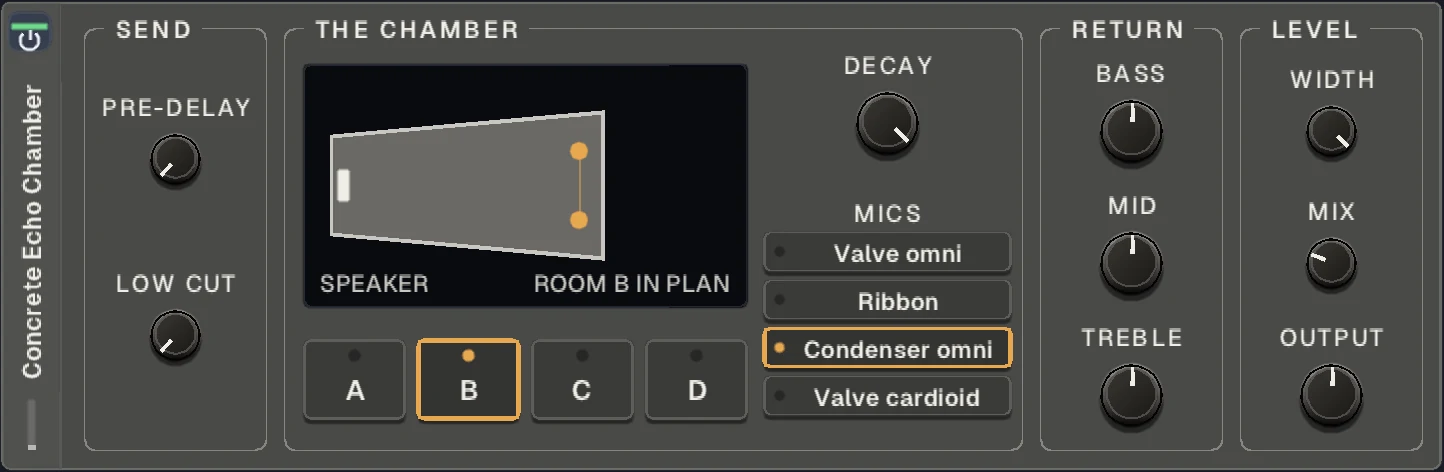 Concrete Echo Chamber
SEND
PRE-DELAY
LOW CUT
THE CHAMBER
SPEAKER
ROOM B IN PLAN
A
B
C
D
DECAY
MICS
Valve omni
Ribbon
Condenser omni
Valve cardioid
RETURN
BASS
MID
TREBLE
LEVEL
WIDTH
MIX
OUTPUT